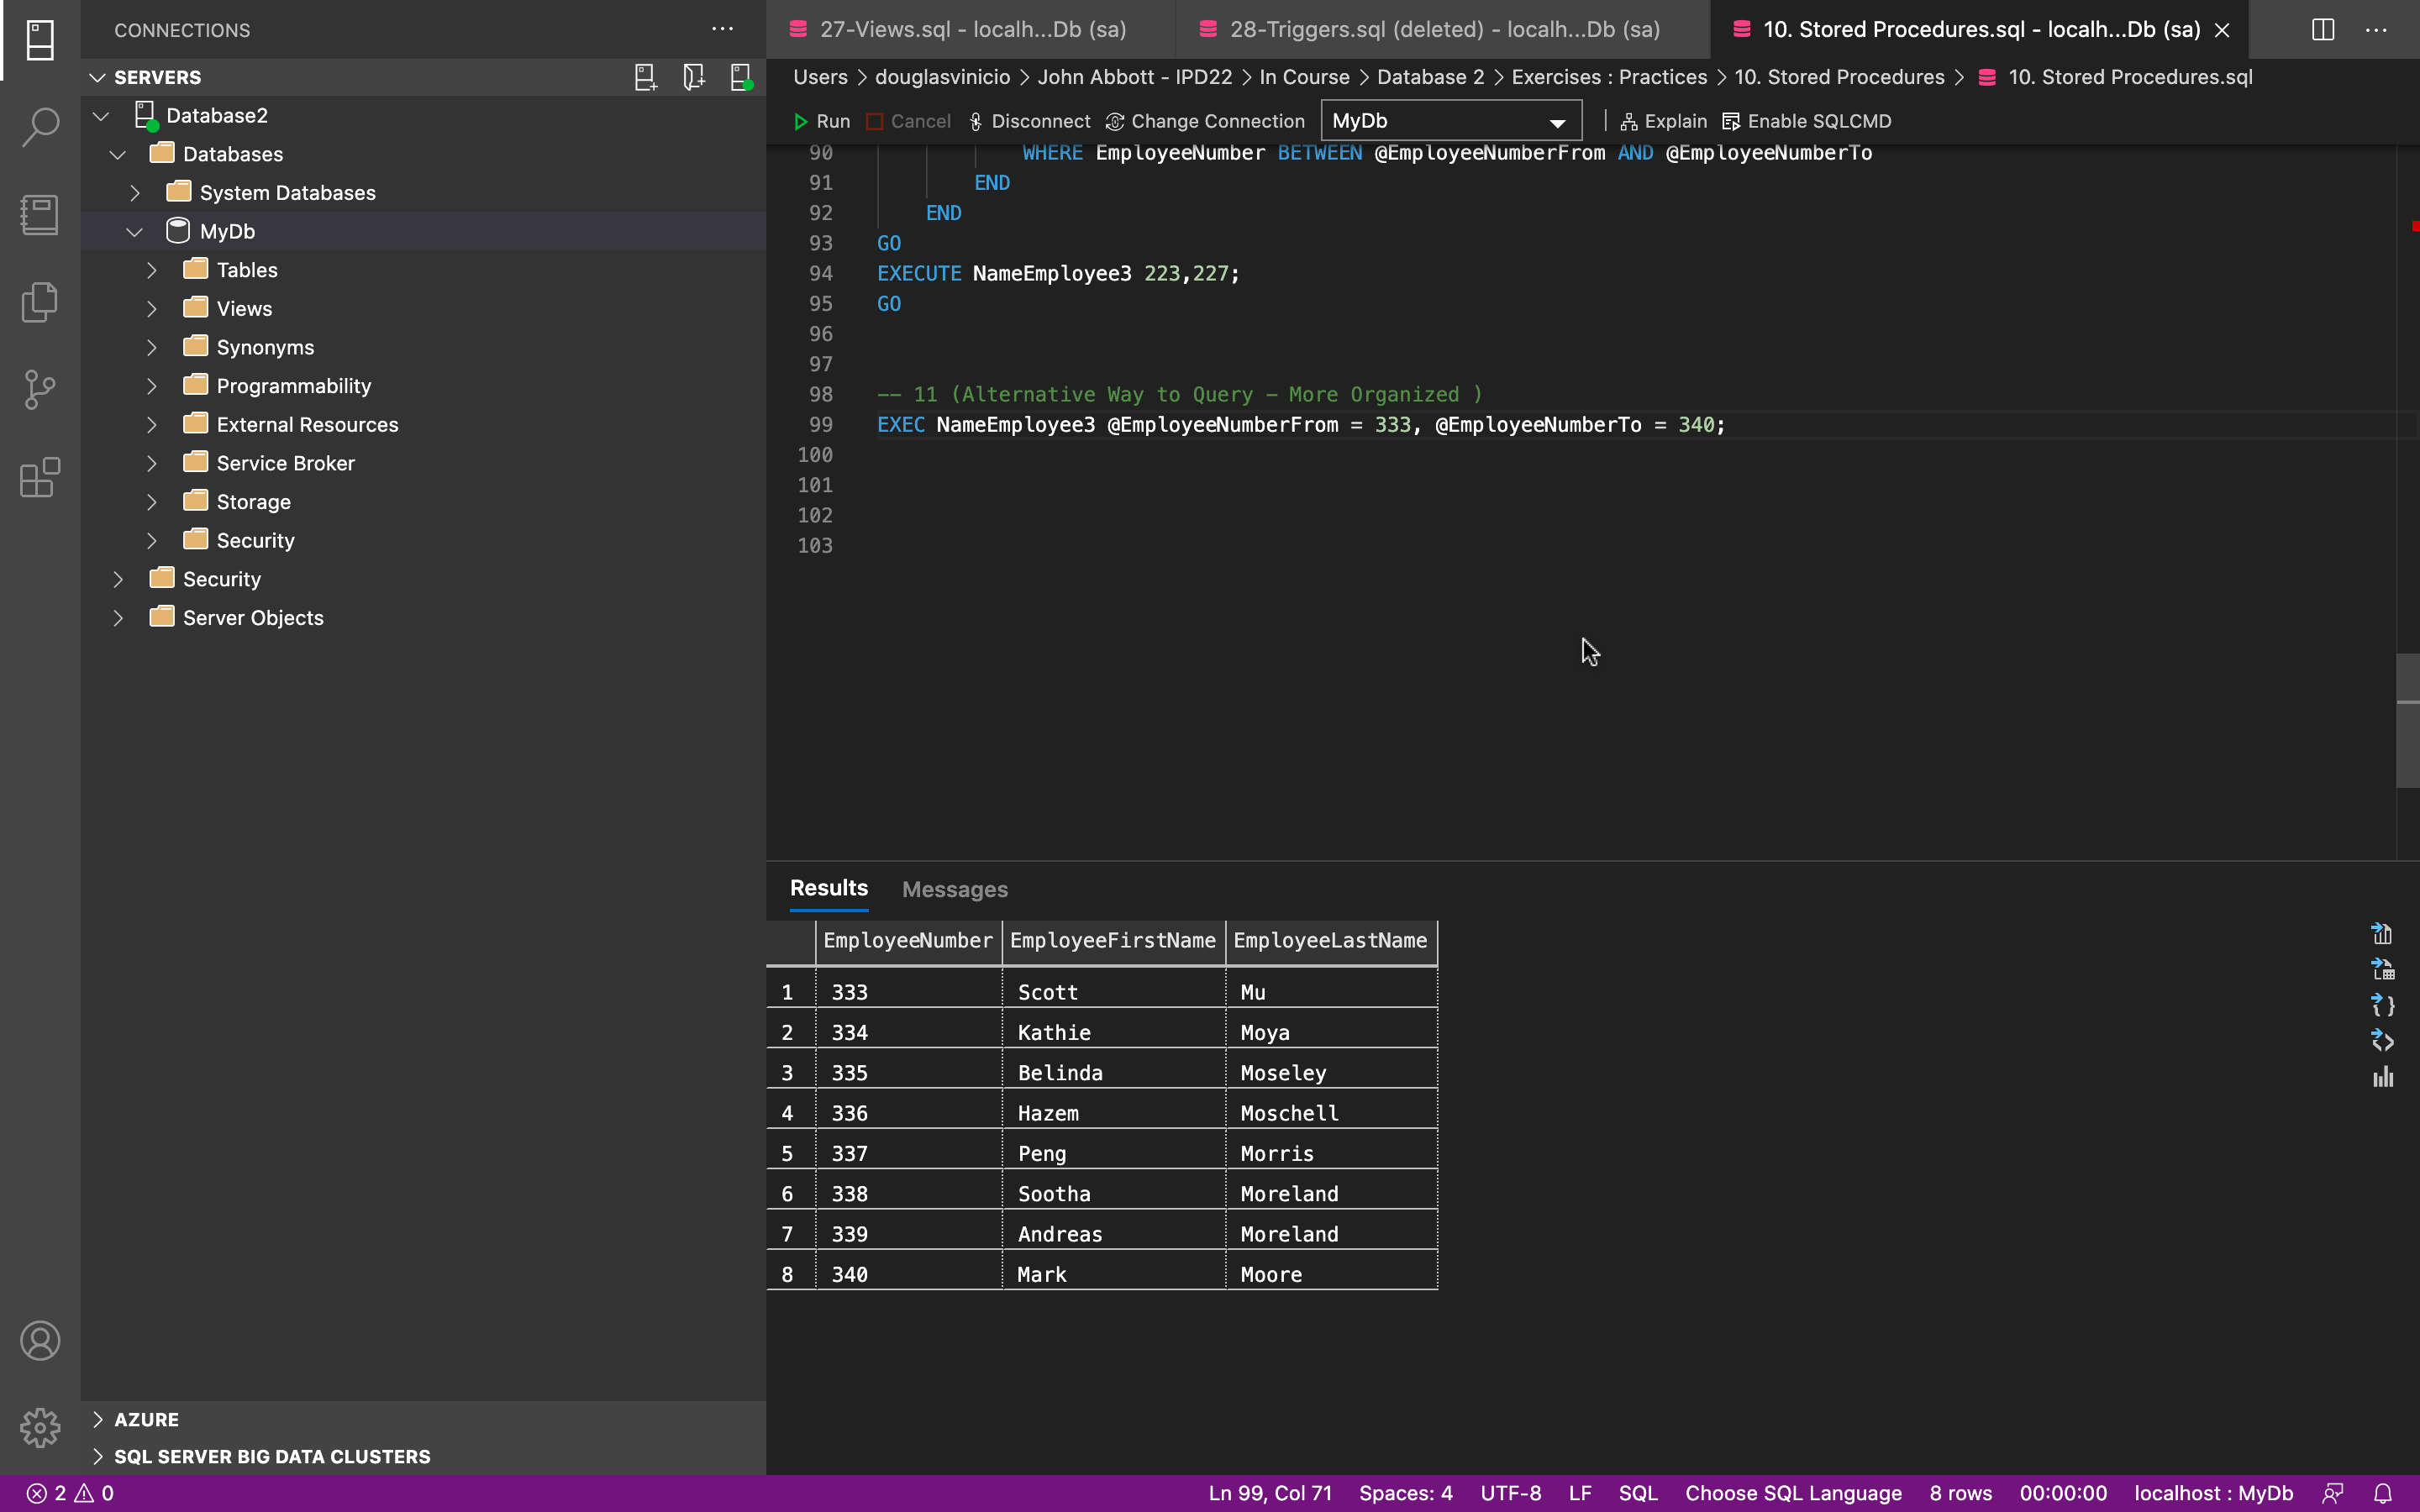 CONNECTIONS
SERVERS
Database2
Databases
System Databases
MyDb
Tables
Views
Synonyms
Programmability
External Resources
Service Broker
Storage
Security
Security
Server Objects
AZURE
SQL SERVER BIG DATA CLUSTERS
27-Views.sql - localh...Db (sa)
28-Triggers.sql (deleted) - localh...Db (sa)
10. Stored Procedures.sql - localh...Db (sa)
Users > douglasvinicio > John Abbott - IPD22 > In Course > Database 2 > Exercises : Practices > 10. Stored Procedures > 10. Stored Procedures.sql
Run Cancel Disconnect Change Connection MyDb Explain Enable SQLCMD
90 WHERE EmployeeNumber BETWEEN @EmployeeNumberFrom AND @EmployeeNumberTo
91 END
92 END
93 GO
94 EXECUTE NameEmployee3 223,227;
95 GO
96
97
98 -- 11 (Alternative Way to Query - More Organized )
99 EXEC NameEmployee3 @EmployeeNumberFrom = 333, @EmployeeNumberTo = 340;
100
101
102
103
Results Messages
EmployeeNumber EmployeeFirstName EmployeeLastName
1 333 Scott Mu
2 334 Kathie Moya
3 335 Belinda Moseley
4 336 Hazem Moschell
5 337 Peng Morris
6 338 Sootha Moreland
7 339 Andreas Moreland
8 340 Mark Moore
2 0 Ln 99, Col 71 Spaces: 4 UTF-8 LF SQL Choose SQL Language 8 rows 00:00:00 localhost : MyDb